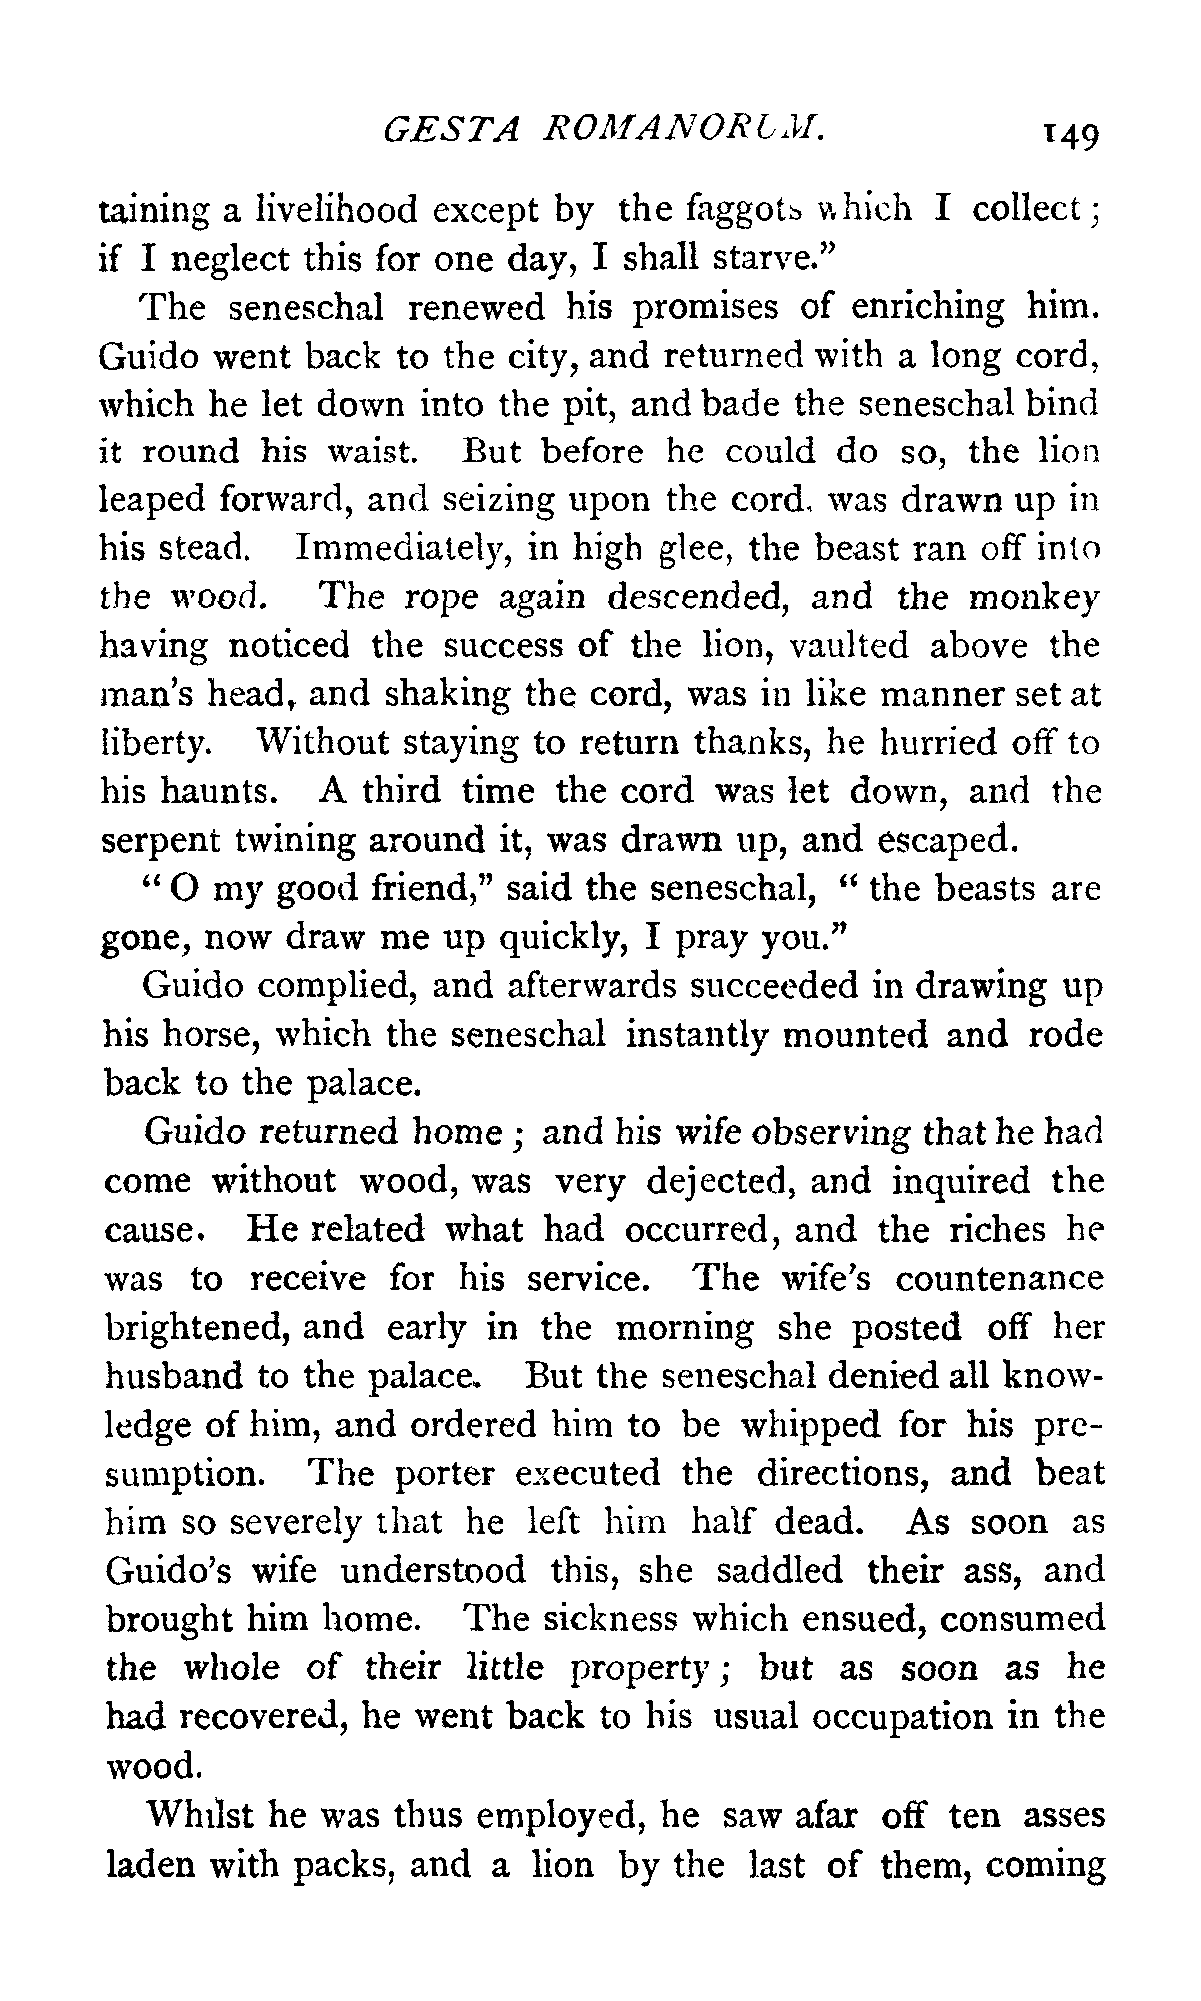 GESTA ROMANORUM. 149
taining a livelihood except by the faggots which I collect;
if I neglect this for one day, I shall starve."
The seneschal renewed his promises of enriching him.
Guido went back to the city, and returned with a long cord,
which he let down into the pit, and bade the seneschal bind
it round his waist. But before he could do so, the lion
leaped forward, and seizing upon the cord, was drawn up in
his stead. Immediately, in high glee, the beast ran off into
the wood. The rope again descended, and the monkey
having noticed the success of the lion, vaulted above the
man's head, and shaking the cord, was in like manner set at
liberty. Without staying to return thanks, he hurried off to
his haunts. A third time the cord was let down, and the
serpent twining around it, was drawn up, and escaped.
"O my good friend," said the seneschal, "the beasts are
gone, now draw me up quickly, I pray you."
Guido complied, and afterwards succeeded in drawing up
his horse, which the seneschal instantly mounted and rode
back to the palace.
Guido returned home; and his wife observing that he had
come without wood, was very dejected, and inquired the
cause. He related what had occurred, and the riches he
was to receive for his service. The wife's countenance
brightened, and early in the morning she posted off her
husband to the palace. But the seneschal denied all know-
ledge of him, and ordered him to be whipped for his pre-
sumption. The porter executed the directions, and beat
him so severely that he left him half dead. As soon as
Guido's wife understood this, she saddled their ass, and
brought him home. The sickness which ensued, consumed
the whole of their little property; but as soon as he
had recovered, he went back to his usual occupation in the
wood.
Whilst he was thus employed, he saw afar off ten asses
laden with packs, and a lion by the last of them, coming